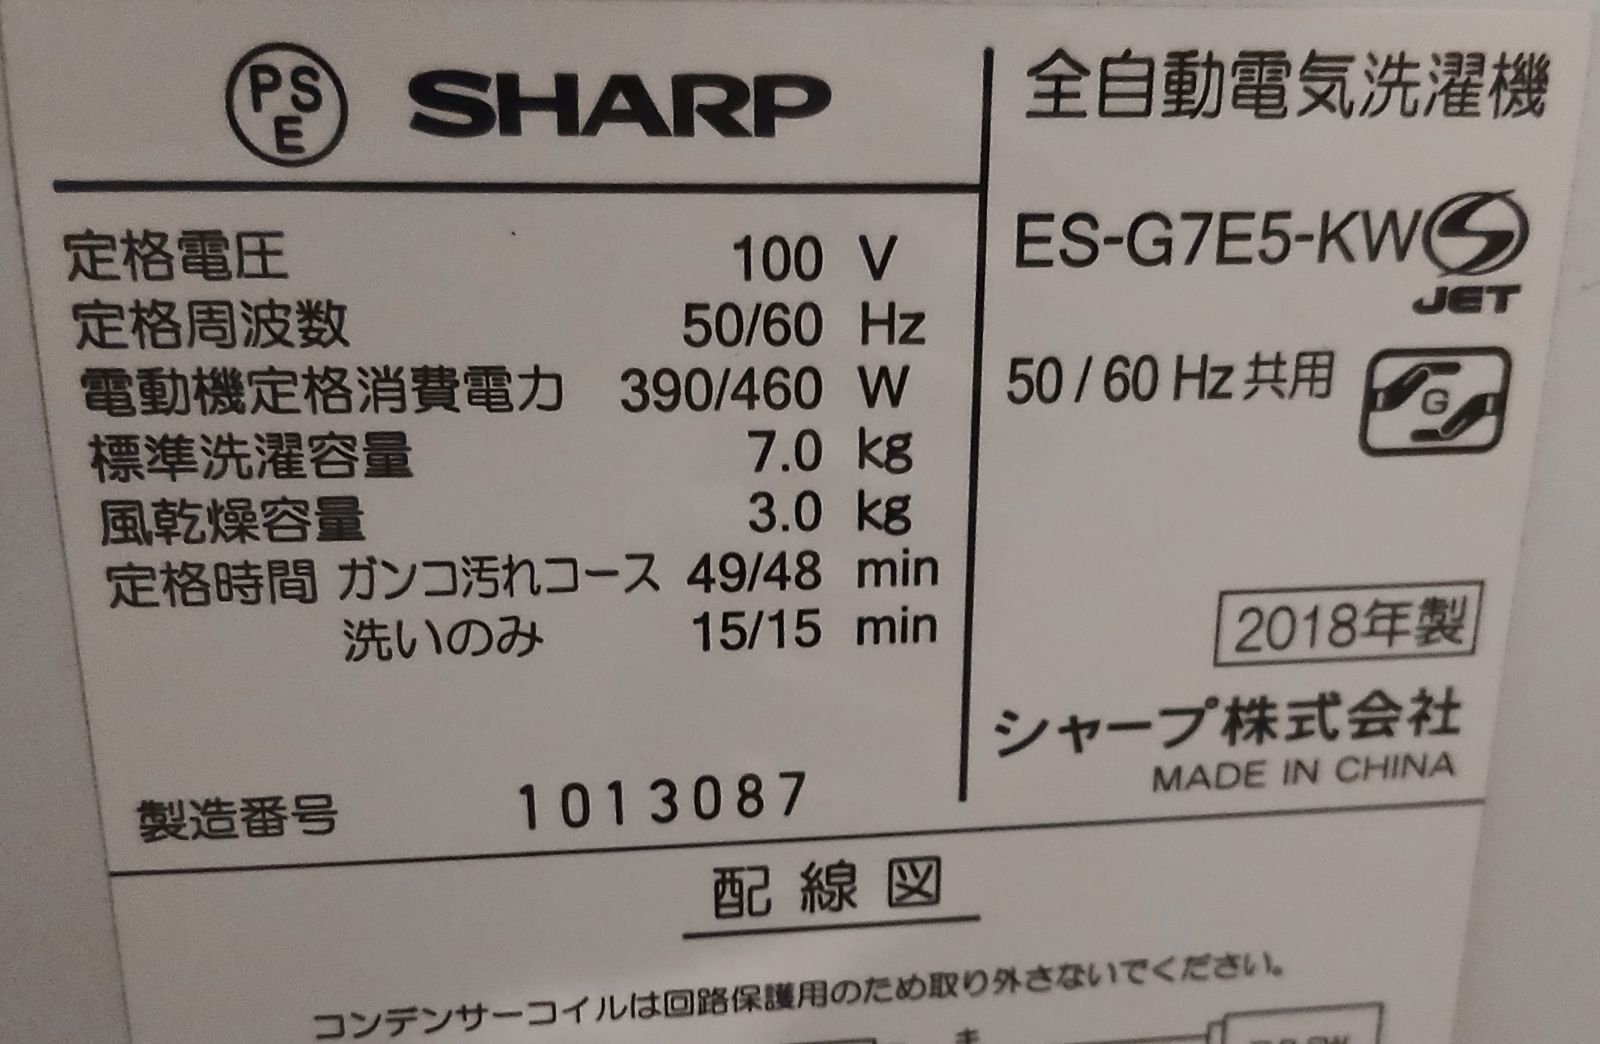 PSE SHARP
定格電圧 100 V
定格周波数 50/60 Hz
電動機定格消費電力 390/460 W
標準洗濯容量 7.0 kg
風乾燥容量 3.0 kg
定格時間 ガンコ汚れコース 49/48 min
洗いのみ 15/15 min
製造番号 1013087
全自動電気洗濯機
ES-G7E5-KW S
JET
50/60 Hz共用 G
2018年製
シャープ株式会社
MADE IN CHINA
配線図
コンデンサーコイルは回路保護用のため取り外さないでください。